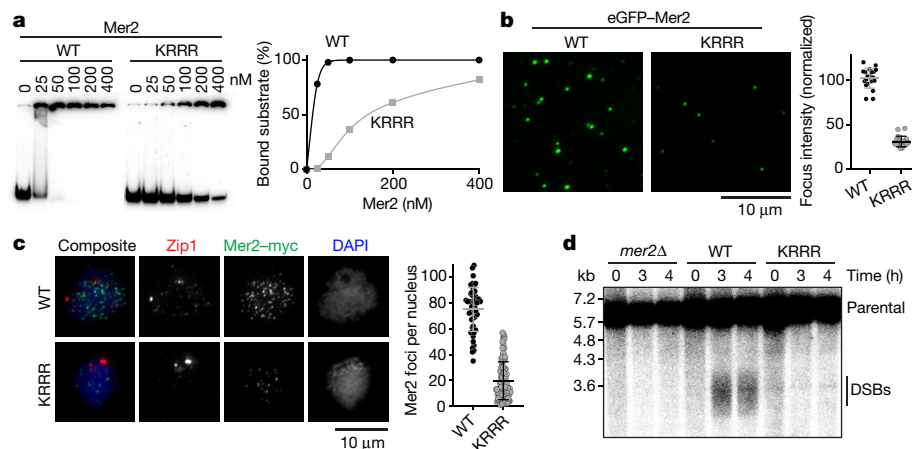 a
Mer2
WT KRRR
0 25 50 100 200 400 0 25 50 100 200 400 nM
Bound substrate (%)
100
50
0
WT
KRRR
0 200 400
Mer2 (nM)
b
eGFP–Mer2
WT KRRR
10 μm
Focus intensity (normalized)
100
50
0
WT KRRR
c
Composite Zip1 Mer2–myc DAPI
WT
KRRR
10 μm
Mer2 foci per nucleus
100
80
60
40
20
0
WT KRRR
d
mer2Δ WT KRRR
kb 0 3 4 0 3 4 0 3 4 Time (h)
7.2
5.7
4.8
4.3
3.6
Parental
DSBs